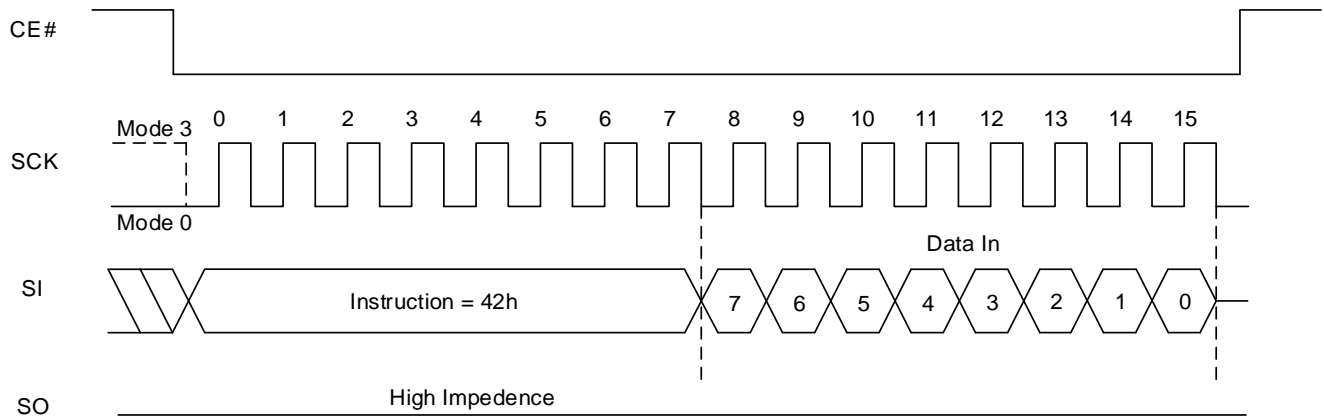 CE#
Mode 3
0 1 2 3 4 5 6 7 8 9 10 11 12 13 14 15
SCK
Mode 0
Data In
SI
Instruction = 42h
7 6 5 4 3 2 1 0
High Impedence
SO